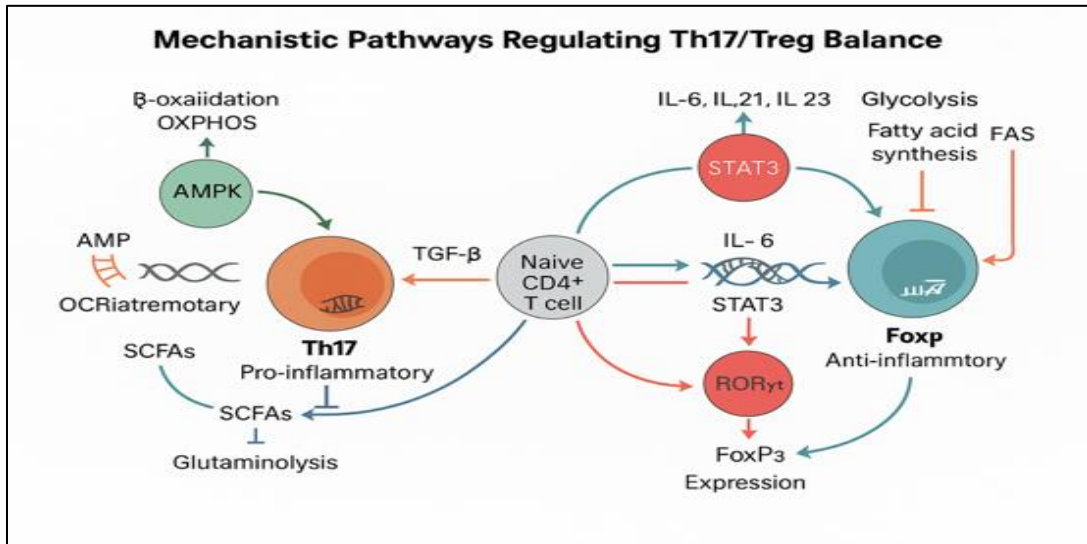 Mechanistic Pathways Regulating Th17/Treg Balance
β-oxaiidation
OXPHOS
AMPK
AMP
OCRiatremotary
SCFAs
Th17
Pro-inflammatory
SCFAs
Glutaminolysis
TGF-β
Naive
CD4+
T cell
IL-6, IL,21, IL 23
STAT3
IL- 6
STAT3
RORγt
FoxP3
Expression
Glycolysis
Fatty acid
synthesis
FAS
Foxp
Anti-inflammtory